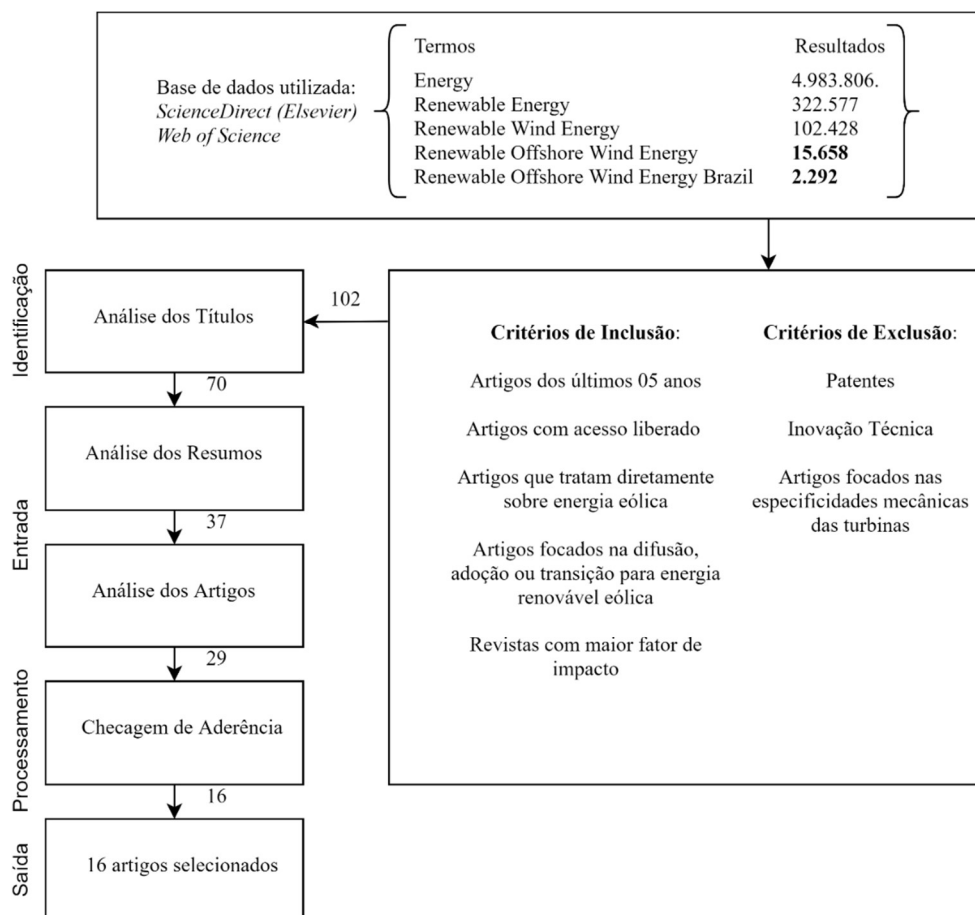 Base de dados utilizada:
ScienceDirect (Elsevier)
Web of Science
Termos Resultados
Energy 4.983.806.
Renewable Energy 322.577
Renewable Wind Energy 102.428
Renewable Offshore Wind Energy 15.658
Renewable Offshore Wind Energy Brazil 2.292
Identificação
Análise dos Títulos
102
70
Entrada
Análise dos Resumos
37
Análise dos Artigos
29
Processamento
Checagem de Aderência
16
Saída
16 artigos selecionados
Critérios de Inclusão:
Artigos dos últimos 05 anos
Artigos com acesso liberado
Artigos que tratam diretamente
sobre energia eólica
Artigos focados na difusão,
adoção ou transição para energia
renovável eólica
Revistas com maior fator de
impacto
Critérios de Exclusão:
Patentes
Inovação Técnica
Artigos focados nas
especificidades mecânicas
das turbinas